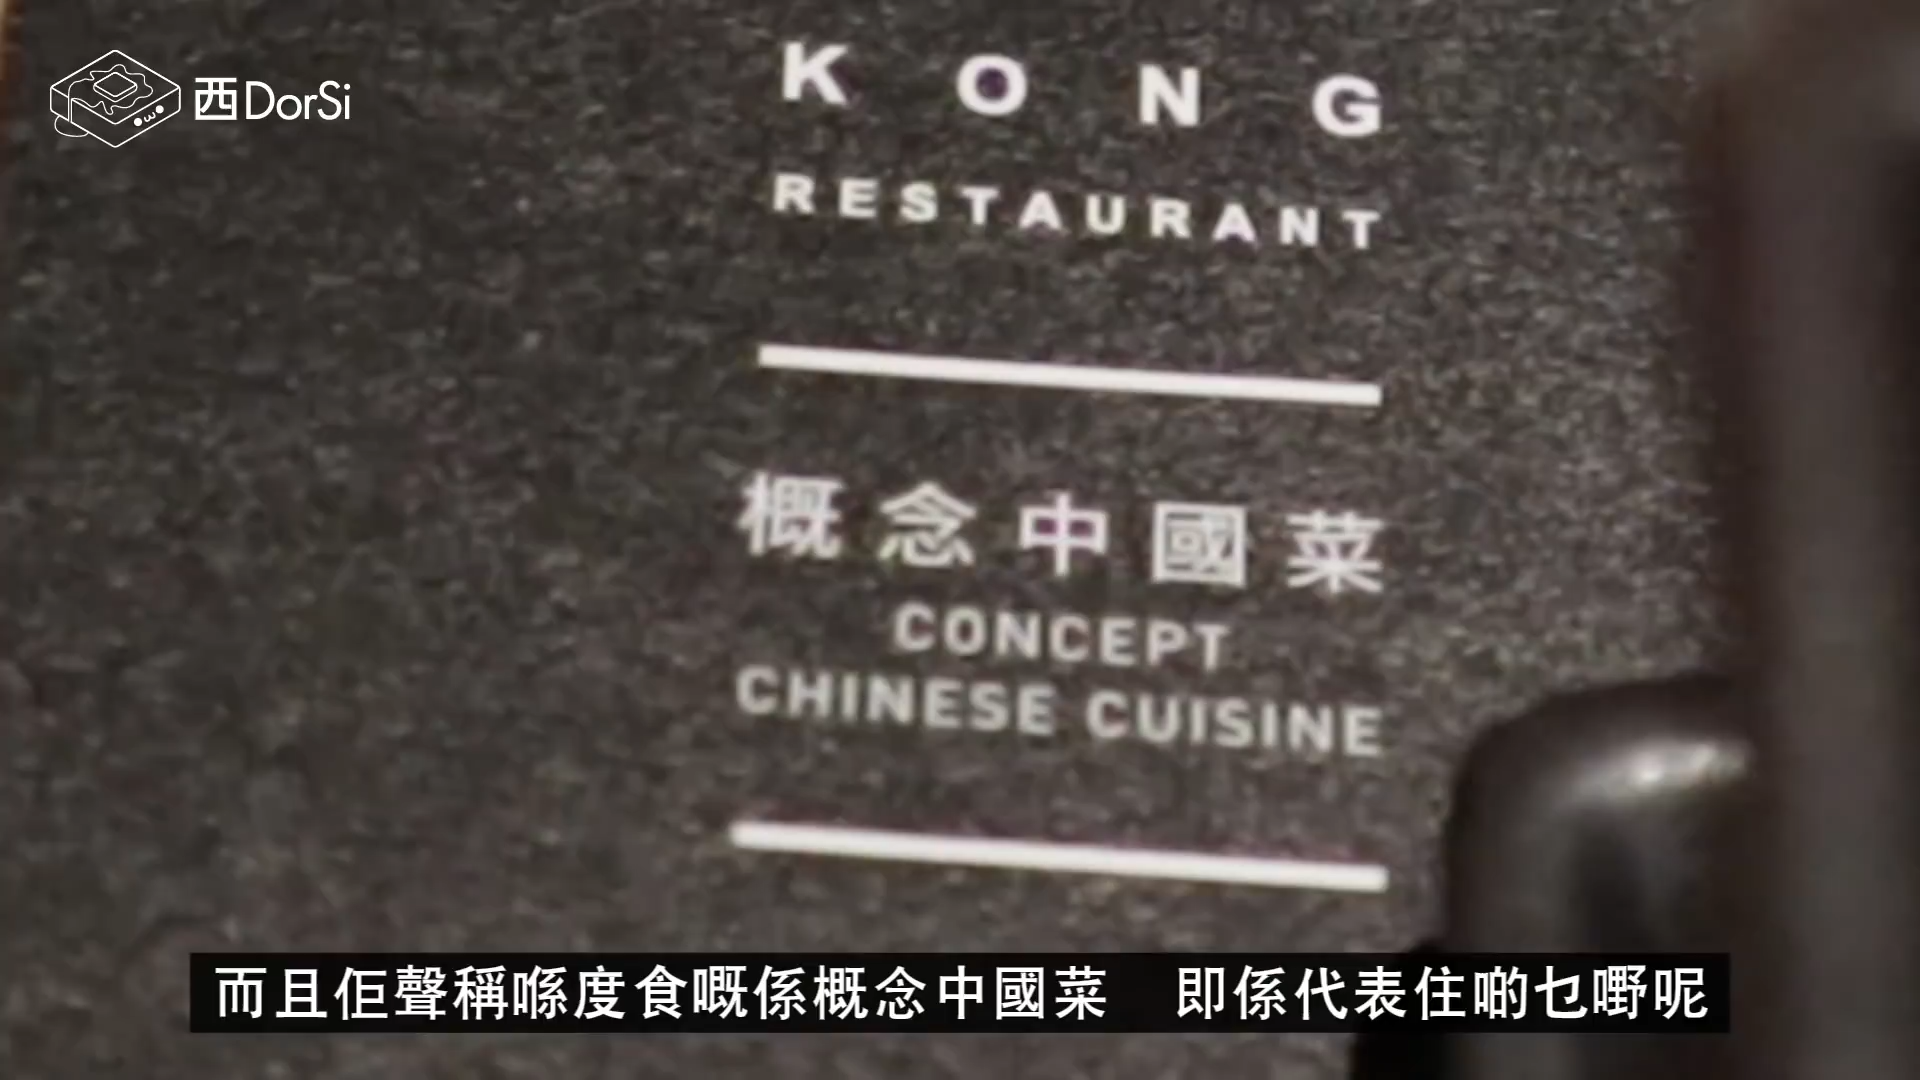 西DorSi
KONG
RESTAURANT
概念中國菜
CONCEPT
CHINESE CUISINE
而且佢聲稱喺度食嘅係概念中國菜　即係代表住啲乜嘢呢